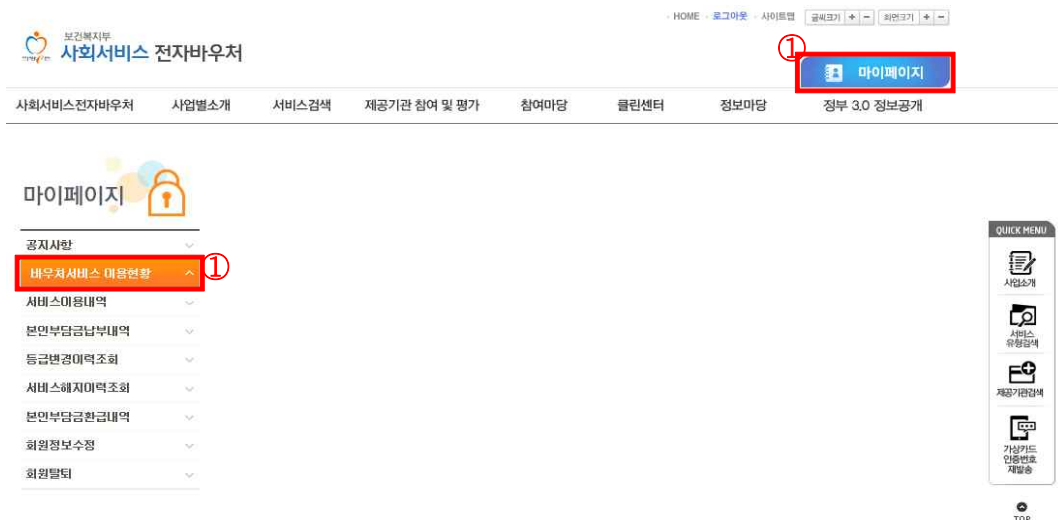 HOME 로그아웃 사이트맵 글씨크기 + - 화면크기 + -
보건복지부
사회서비스 전자바우처
①
마이페이지
사회서비스전자바우처 사업별소개 서비스검색 제공기관 참여 및 평가 참여마당 클린센터 정보마당 정부 3.0 정보공개
마이페이지
공지사항
바우처서비스 이용현황
①
서비스이용내역
본인부담금납부내역
등급변경이력조회
서비스해지이력조회
본인부담금환급내역
회원정보수정
회원탈퇴
QUICK MENU
사업소개
서비스
유형검색
제공기관검색
가상카드
인증번호
재발송
TOP